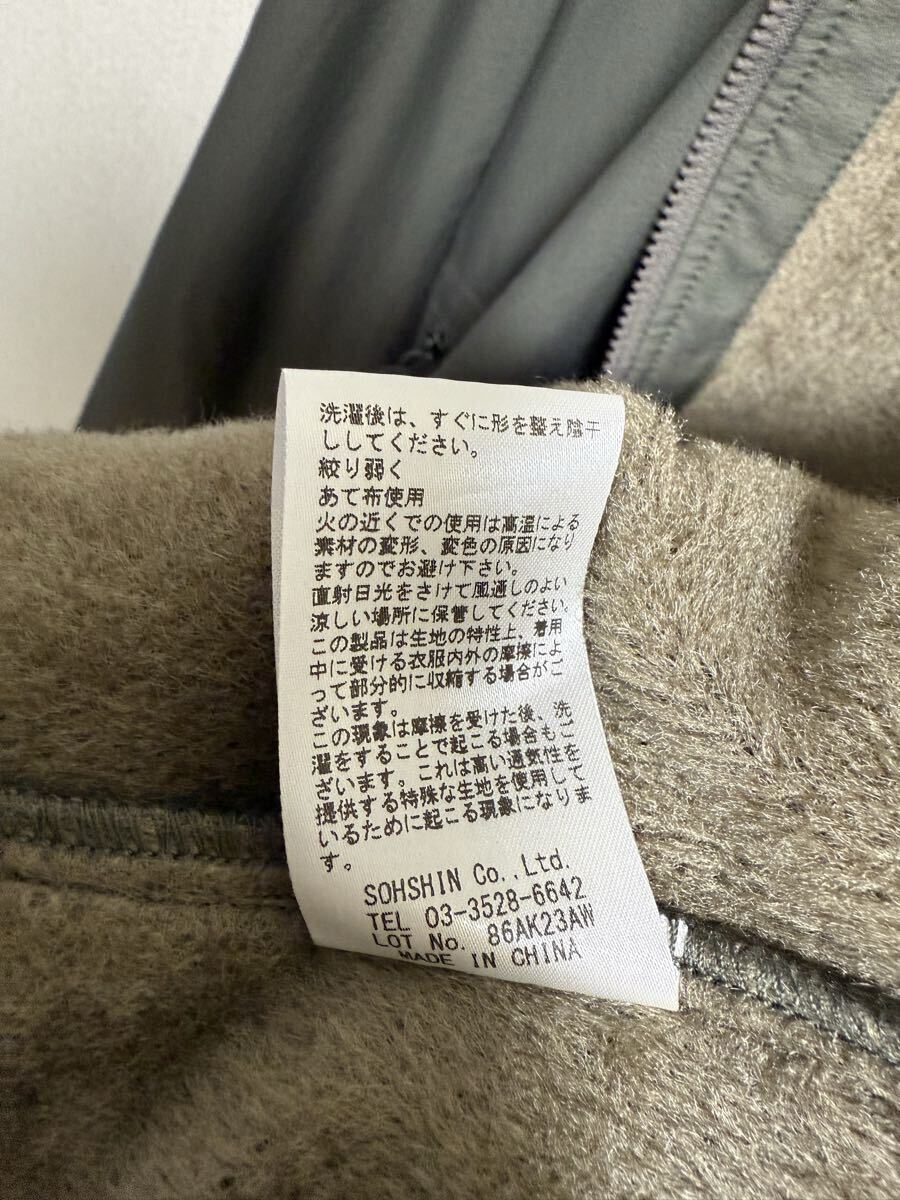 洗濯後は、すぐに形を整え陰干
ししてください。
絞り弱く
あて布使用
火の近くでの使用は高温による
素材の変形、変色の原因になり
ますのでお避け下さい。
直射日光をさけて風通しのよい
涼しい場所に保管してください。
この製品は生地の特性上、着用
中に受ける衣服内外の摩擦によ
って部分的に収縮する場合がご
ざいます。
この現象は摩擦を受けた後、洗
濯をすることで起こる場合もご
ざいます。これは高い通気性を
提供する特殊な生地を使用して
いるために起こる現象になりま
す。
SOHSHIN Co.,Ltd.
TEL 03-3528-6642
LOT No. 86AK23AW
MADE IN CHINA